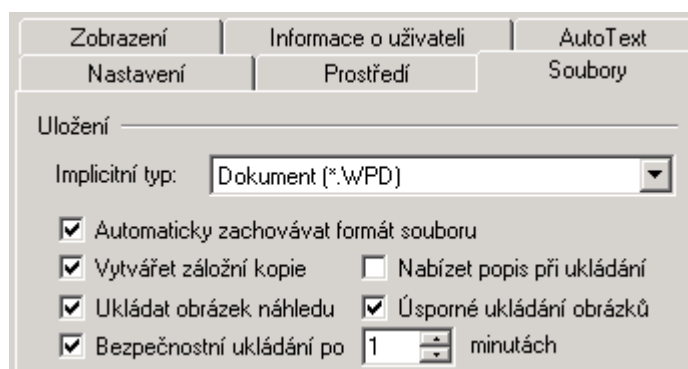 Zobrazení Informace o uživateli AutoText
Nastavení Prostředí Soubory
Uložení
Implicitní typ: Dokument (*.WPD)
Automaticky zachovávat formát souboru
Vytvářet záložní kopie Nabízet popis při ukládání
Ukládat obrázek náhledu Úsporné ukládání obrázků
Bezpečnostní ukládání po 1 minutách